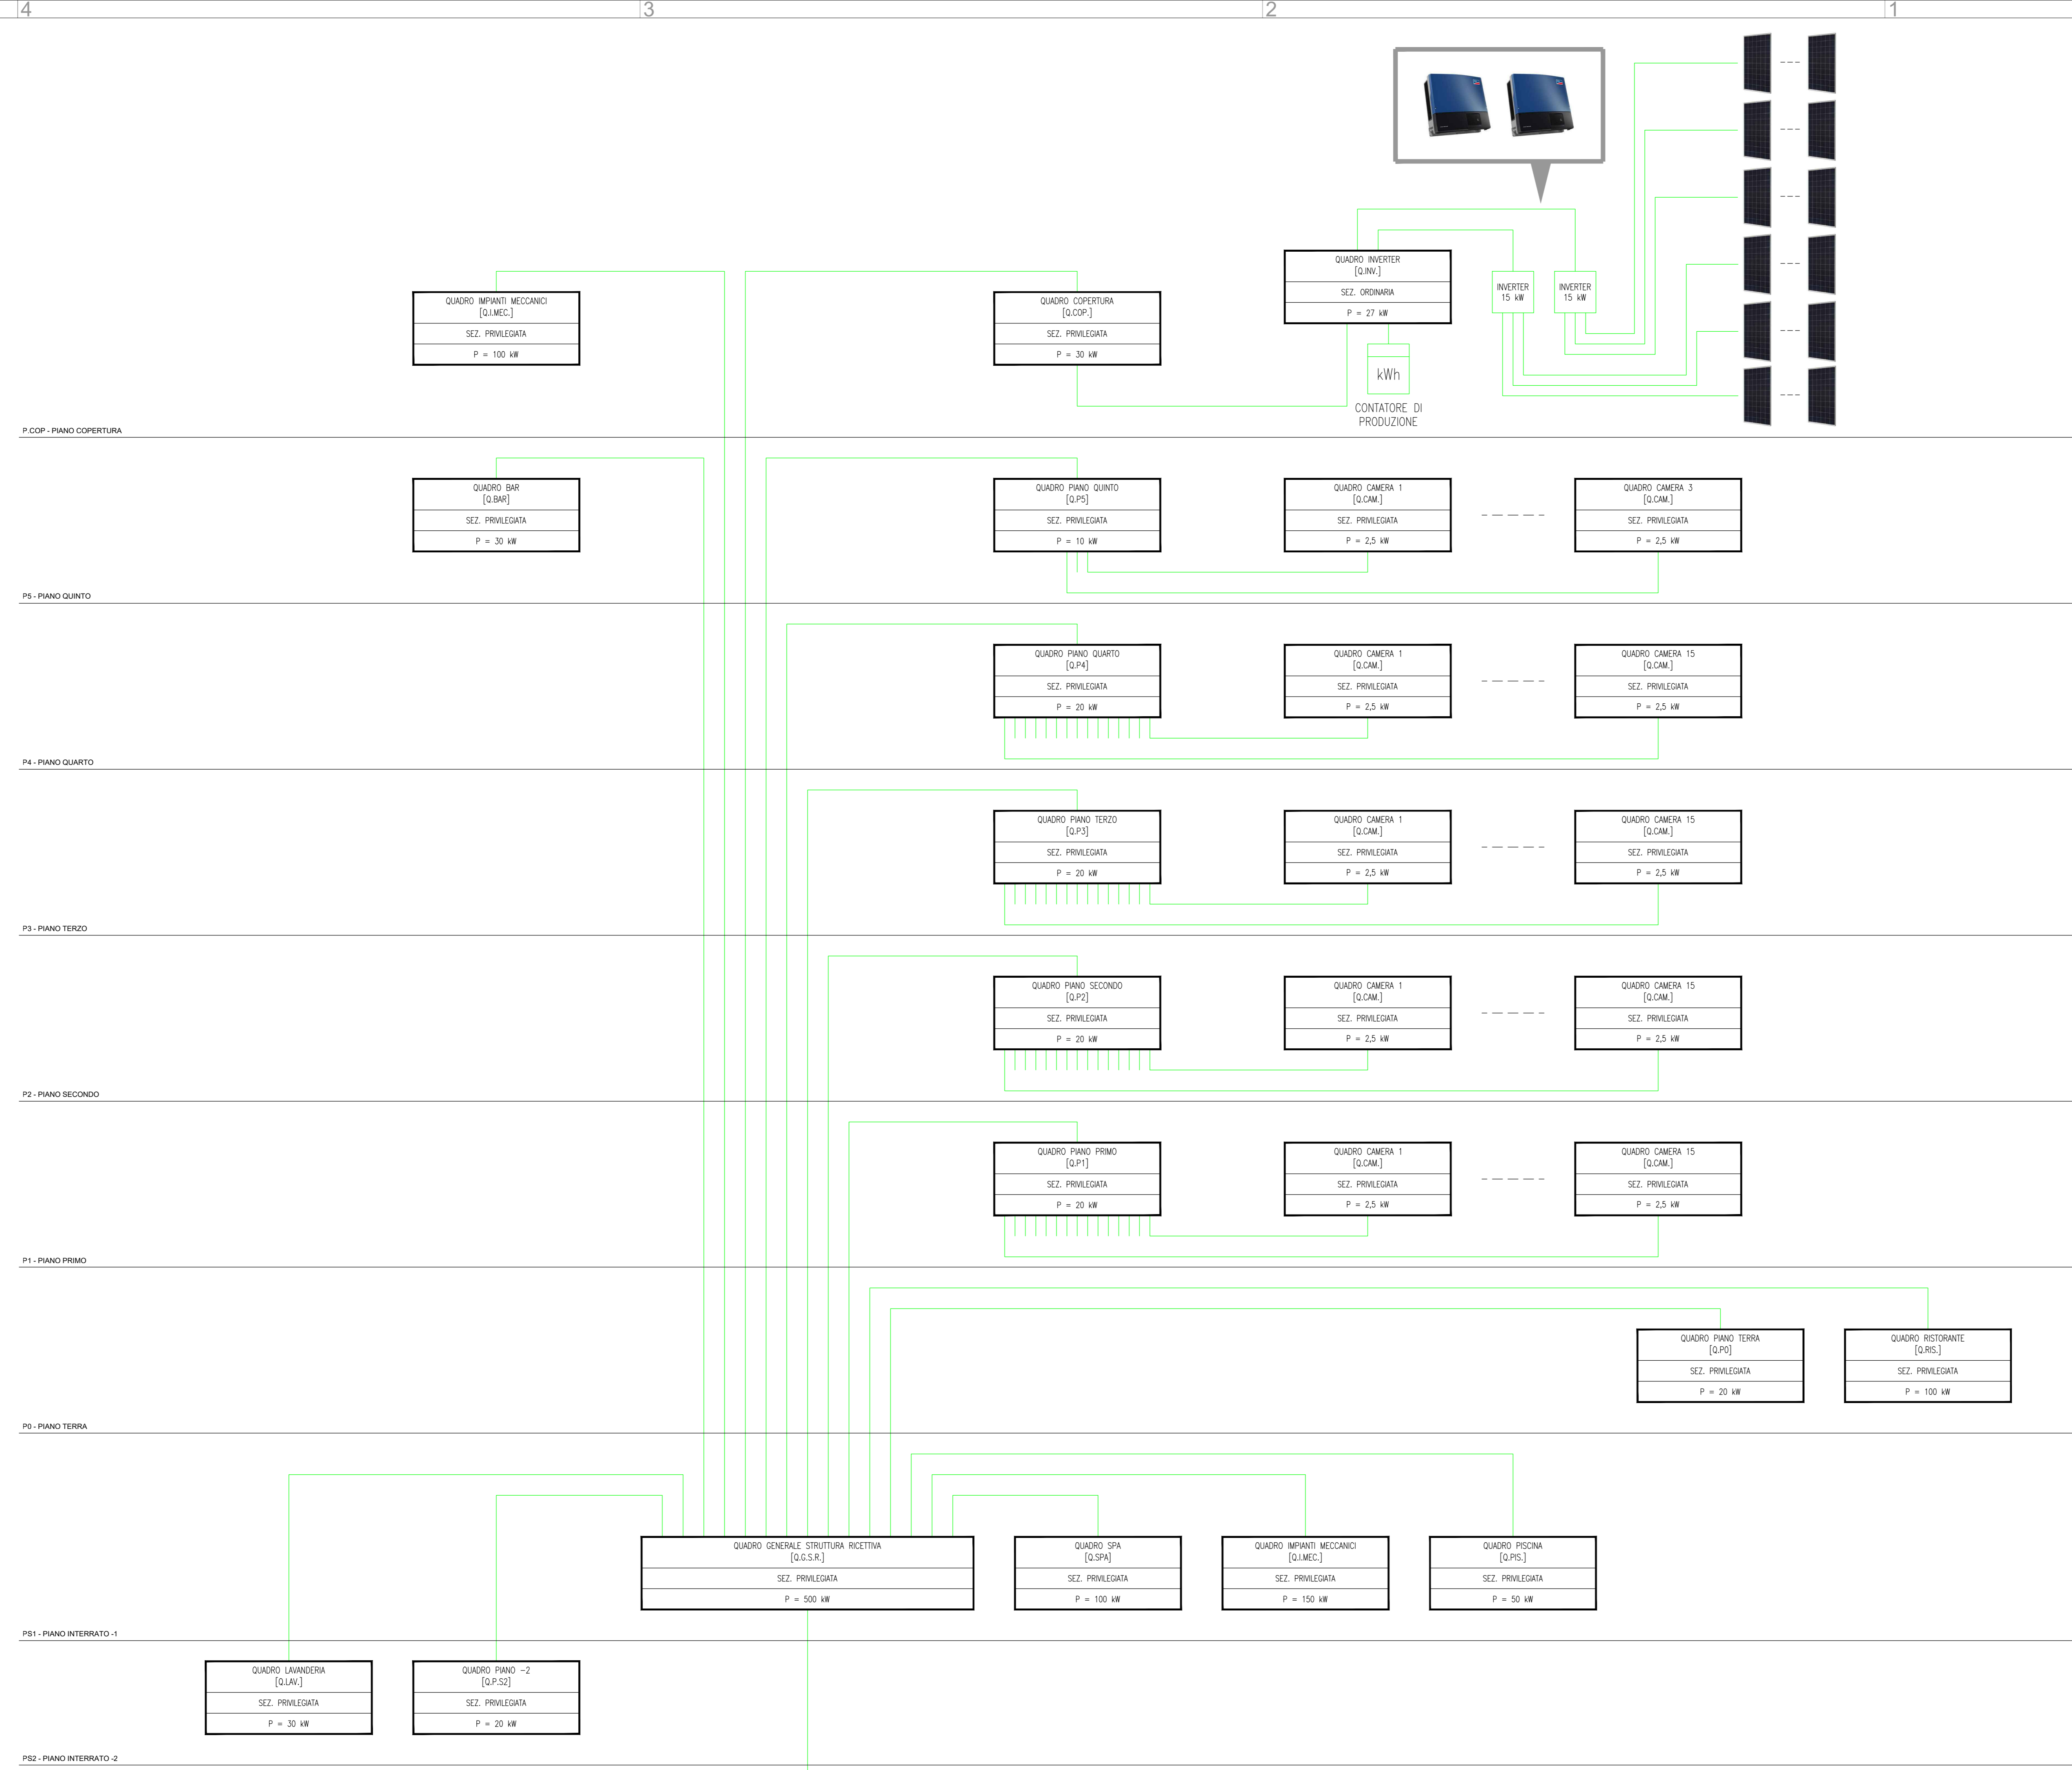 4
3
2
1
QUADRO INVERTER
[Q.INV.]
SEZ. ORDINARIA
P = 27 kW
INVERTER
15 kW
INVERTER
15 kW
QUADRO IMPIANTI MECCANICI
[Q.I.MEC.]
SEZ. PRIVILEGIATA
P = 100 kW
QUADRO COPERTURA
[Q.COP.]
SEZ. PRIVILEGIATA
P = 30 kW
kWh
CONTATORE DI
PRODUZIONE
P.COP - PIANO COPERTURA
QUADRO BAR
[Q.BAR]
SEZ. PRIVILEGIATA
P = 30 kW
QUADRO PIANO QUINTO
[Q.P5]
SEZ. PRIVILEGIATA
P = 10 kW
QUADRO CAMERA 1
[Q.CAM.]
SEZ. PRIVILEGIATA
P = 2,5 kW
QUADRO CAMERA 3
[Q.CAM.]
SEZ. PRIVILEGIATA
P = 2,5 kW
P5 - PIANO QUINTO
QUADRO PIANO QUARTO
[Q.P4]
SEZ. PRIVILEGIATA
P = 20 kW
QUADRO CAMERA 1
[Q.CAM.]
SEZ. PRIVILEGIATA
P = 2,5 kW
QUADRO CAMERA 15
[Q.CAM.]
SEZ. PRIVILEGIATA
P = 2,5 kW
P4 - PIANO QUARTO
QUADRO PIANO TERZO
[Q.P3]
SEZ. PRIVILEGIATA
P = 20 kW
QUADRO CAMERA 1
[Q.CAM.]
SEZ. PRIVILEGIATA
P = 2,5 kW
QUADRO CAMERA 15
[Q.CAM.]
SEZ. PRIVILEGIATA
P = 2,5 kW
P3 - PIANO TERZO
QUADRO PIANO SECONDO
[Q.P2]
SEZ. PRIVILEGIATA
P = 20 kW
QUADRO CAMERA 1
[Q.CAM.]
SEZ. PRIVILEGIATA
P = 2,5 kW
QUADRO CAMERA 15
[Q.CAM.]
SEZ. PRIVILEGIATA
P = 2,5 kW
P2 - PIANO SECONDO
QUADRO PIANO PRIMO
[Q.P1]
SEZ. PRIVILEGIATA
P = 20 kW
QUADRO CAMERA 1
[Q.CAM.]
SEZ. PRIVILEGIATA
P = 2,5 kW
QUADRO CAMERA 15
[Q.CAM.]
SEZ. PRIVILEGIATA
P = 2,5 kW
P1 - PIANO PRIMO
QUADRO PIANO TERRA
[Q.P0]
SEZ. PRIVILEGIATA
P = 20 kW
QUADRO RISTORANTE
[Q.RIS.]
SEZ. PRIVILEGIATA
P = 100 kW
P0 - PIANO TERRA
QUADRO GENERALE STRUTTURA RICETTIVA
[Q.G.S.R.]
SEZ. PRIVILEGIATA
P = 500 kW
QUADRO SPA
[Q.SPA]
SEZ. PRIVILEGIATA
P = 100 kW
QUADRO IMPIANTI MECCANICI
[Q.I.MEC.]
SEZ. PRIVILEGIATA
P = 150 kW
QUADRO PISCINA
[Q.PIS.]
SEZ. PRIVILEGIATA
P = 50 kW
PS1 - PIANO INTERRATO -1
QUADRO LAVANDERIA
[Q.LAV.]
SEZ. PRIVILEGIATA
P = 30 kW
QUADRO PIANO -2
[Q.P.S2]
SEZ. PRIVILEGIATA
P = 20 kW
PS2 - PIANO INTERRATO -2